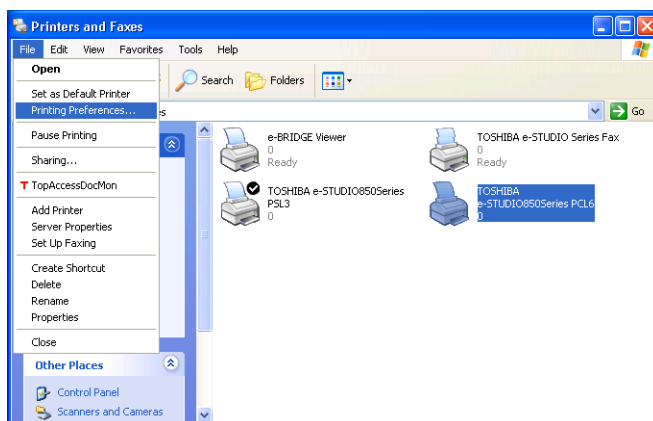 Printers and Faxes
File Edit View Favorites Tools Help
Open
Set as Default Printer
Printing Preferences...
Pause Printing
Sharing...
TopAccessDocMon
Add Printer
Server Properties
Set Up Faxing
Create Shortcut
Delete
Rename
Properties
Close
Other Places
Control Panel
Scanners and Cameras
Search Folders
es
Go
e-BRIDGE Viewer
0
Ready
TOSHIBA e-STUDIO Series Fax
0
Ready
TOSHIBA e-STUDIO850Series
PSL3
0
TOSHIBA
e-STUDIO850Series PCL6
0